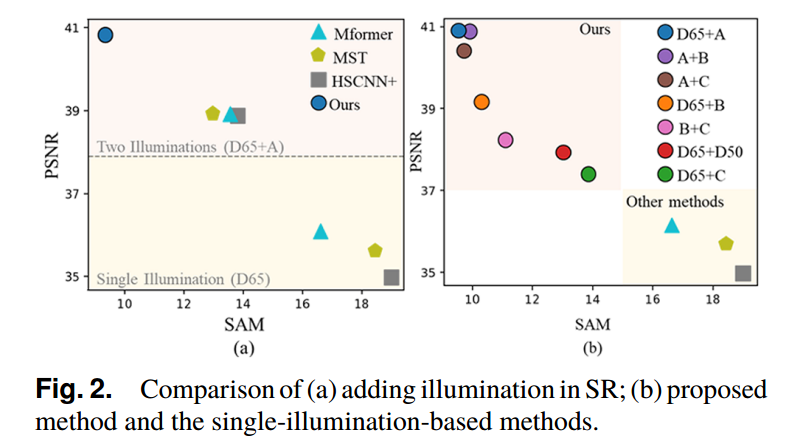 41
39
37
35
PSNR
Mformer
MST
HSCNN+
Ours
Two Illuminations (D65+A)
Single Illumination (D65)
10 12 14 16 18
SAM
(a)
41
39
37
35
PSNR
Ours
D65+A
A+B
A+C
D65+B
B+C
D65+D50
D65+C
Other methods
10 12 14 16 18
SAM
(b)
Fig. 2. Comparison of (a) adding illumination in SR; (b) proposed
method and the single-illumination-based methods.